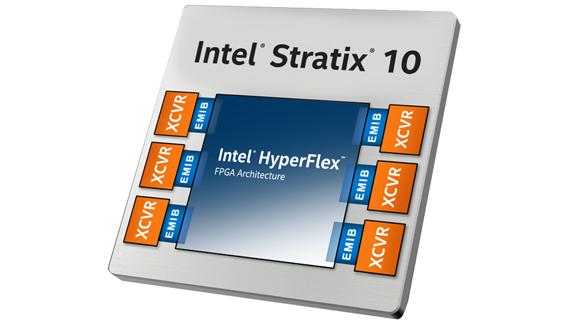 Intel® Stratix® 10
XCVR EMIB
EMIB XCVR
Intel® HyperFlex™
FPGA Architecture
XCVR EMIB
EMIB XCVR
XCVR EMIB
EMIB XCVR